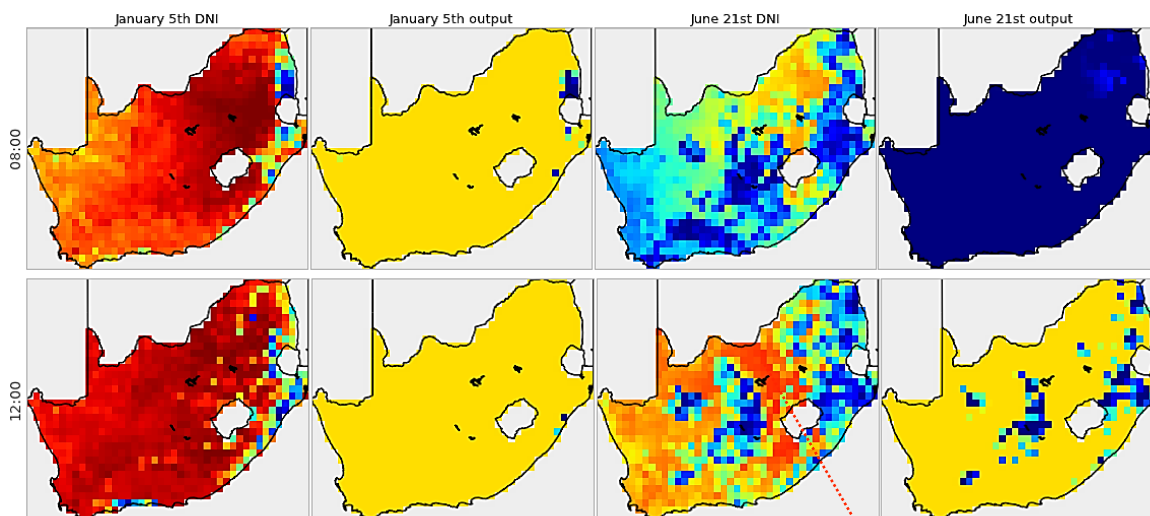 January 5th DNI
January 5th output
June 21st DNI
June 21st output
08:00
12:00